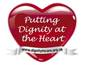 Putting
Dignity at
the Heart
www.dignityincare.org.uk